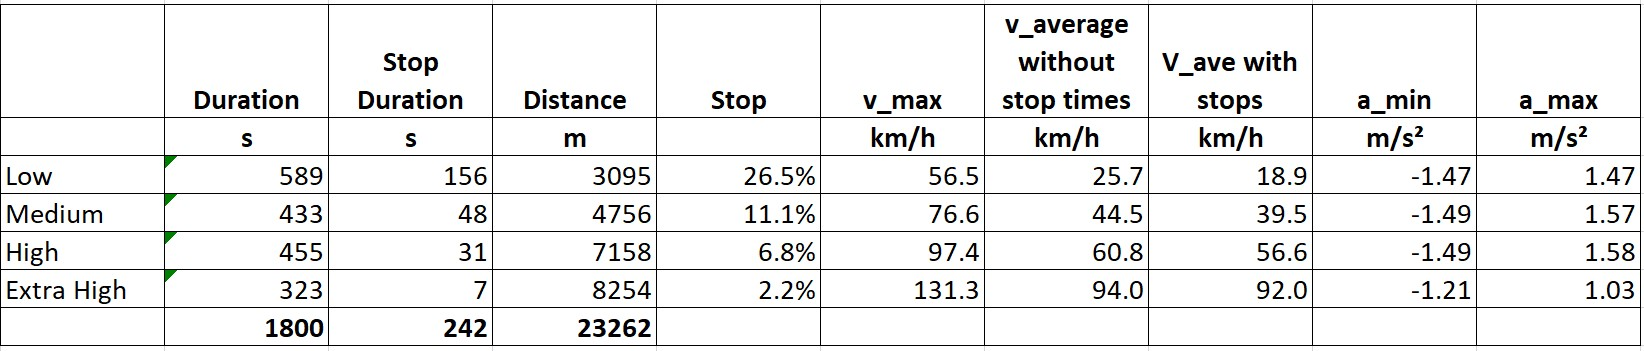 Duration Stop Duration Distance Stop v_max v_average without stop times V_ave with stops a_min a_max
s s m km/h km/h km/h m/s² m/s²
Low 589 156 3095 26.5% 56.5 25.7 18.9 -1.47 1.47
Medium 433 48 4756 11.1% 76.6 44.5 39.5 -1.49 1.57
High 455 31 7158 6.8% 97.4 60.8 56.6 -1.49 1.58
Extra High 323 7 8254 2.2% 131.3 94.0 92.0 -1.21 1.03
1800 242 23262